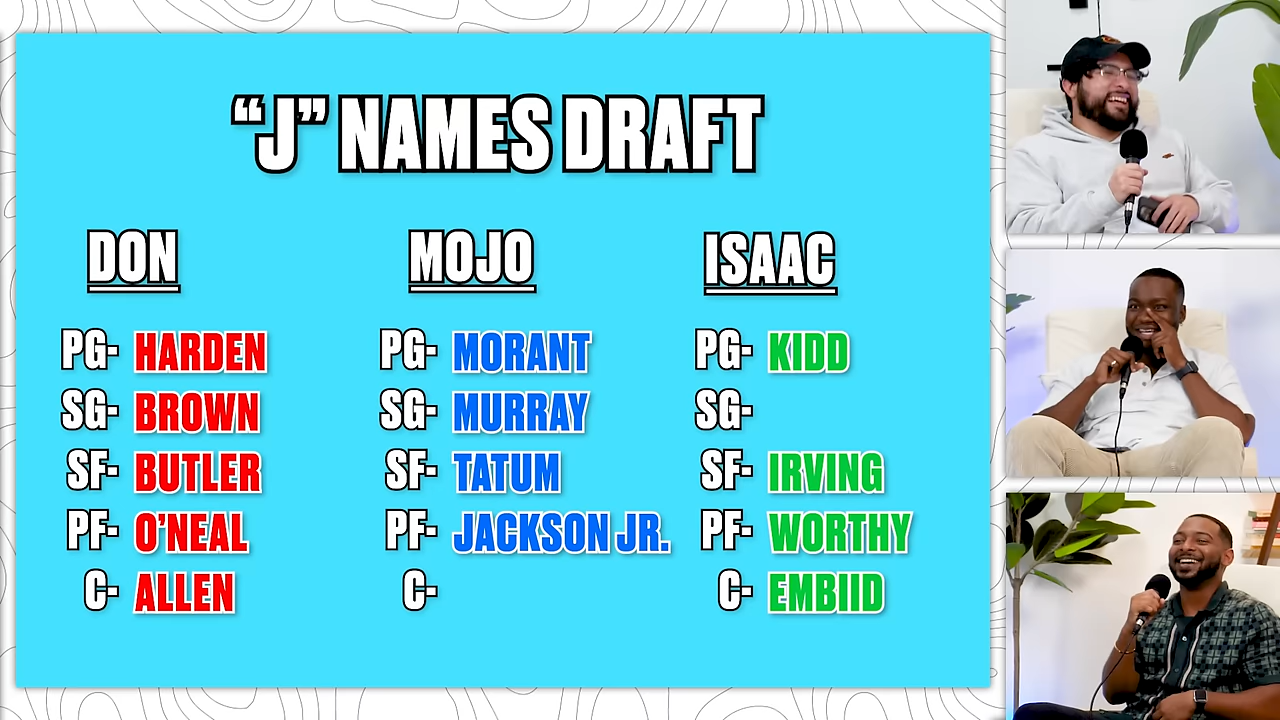 “J” NAMES DRAFT
DON
PG- HARDEN
SG- BROWN
SF- BUTLER
PF- O’NEAL
C- ALLEN
MOJO
PG- MORANT
SG- MURRAY
SF- TATUM
PF- JACKSON JR.
C-
ISAAC
PG- KIDD
SG-
SF- IRVING
PF- WORTHY
C- EMBIID